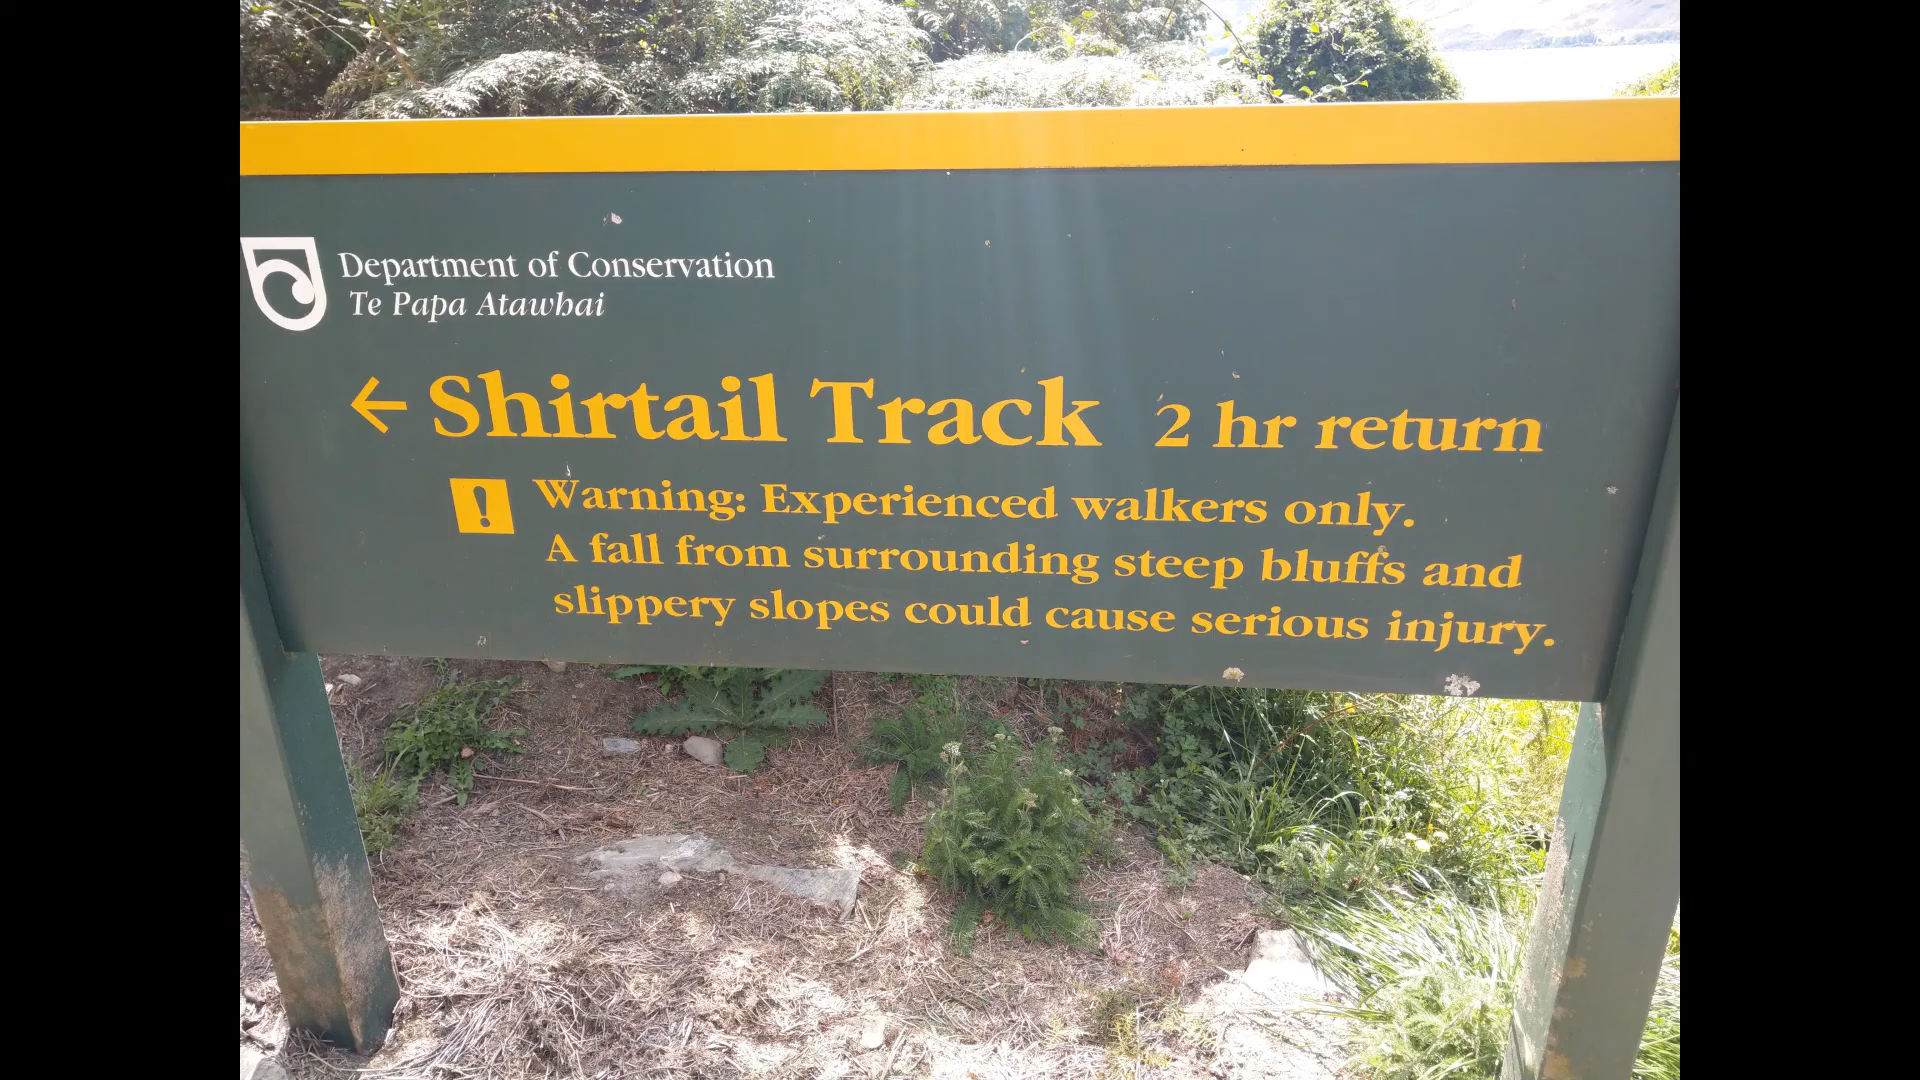 Department of Conservation
Te Papa Atawhai
← Shirtail Track 2 hr return
! Warning: Experienced walkers only.
A fall from surrounding steep bluffs and
slippery slopes could cause serious injury.